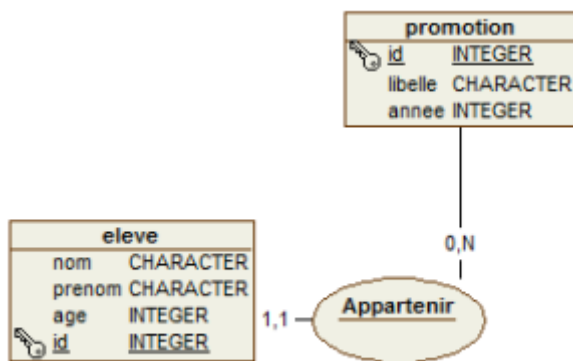 promotion
id INTEGER
libelle CHARACTER
annee INTEGER
0,N
eleve
nom CHARACTER
prenom CHARACTER
age INTEGER
id INTEGER
1,1
Appartenir